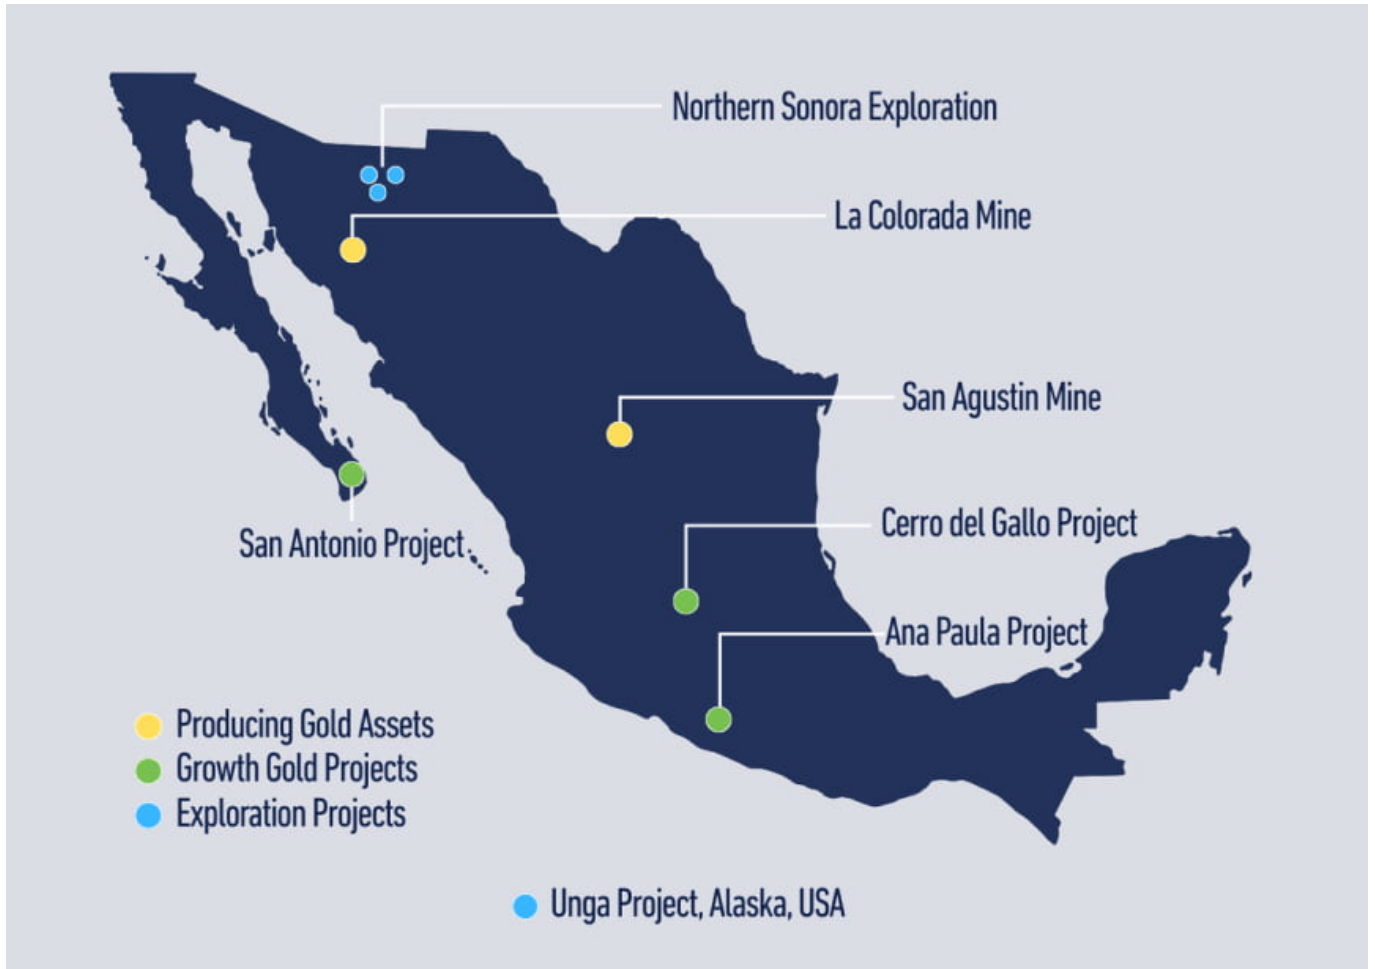 Northern Sonora Exploration
La Colorada Mine
San Agustin Mine
Cerro del Gallo Project
San Antonio Project
Ana Paula Project
Producing Gold Assets
Growth Gold Projects
Exploration Projects
Unga Project, Alaska, USA